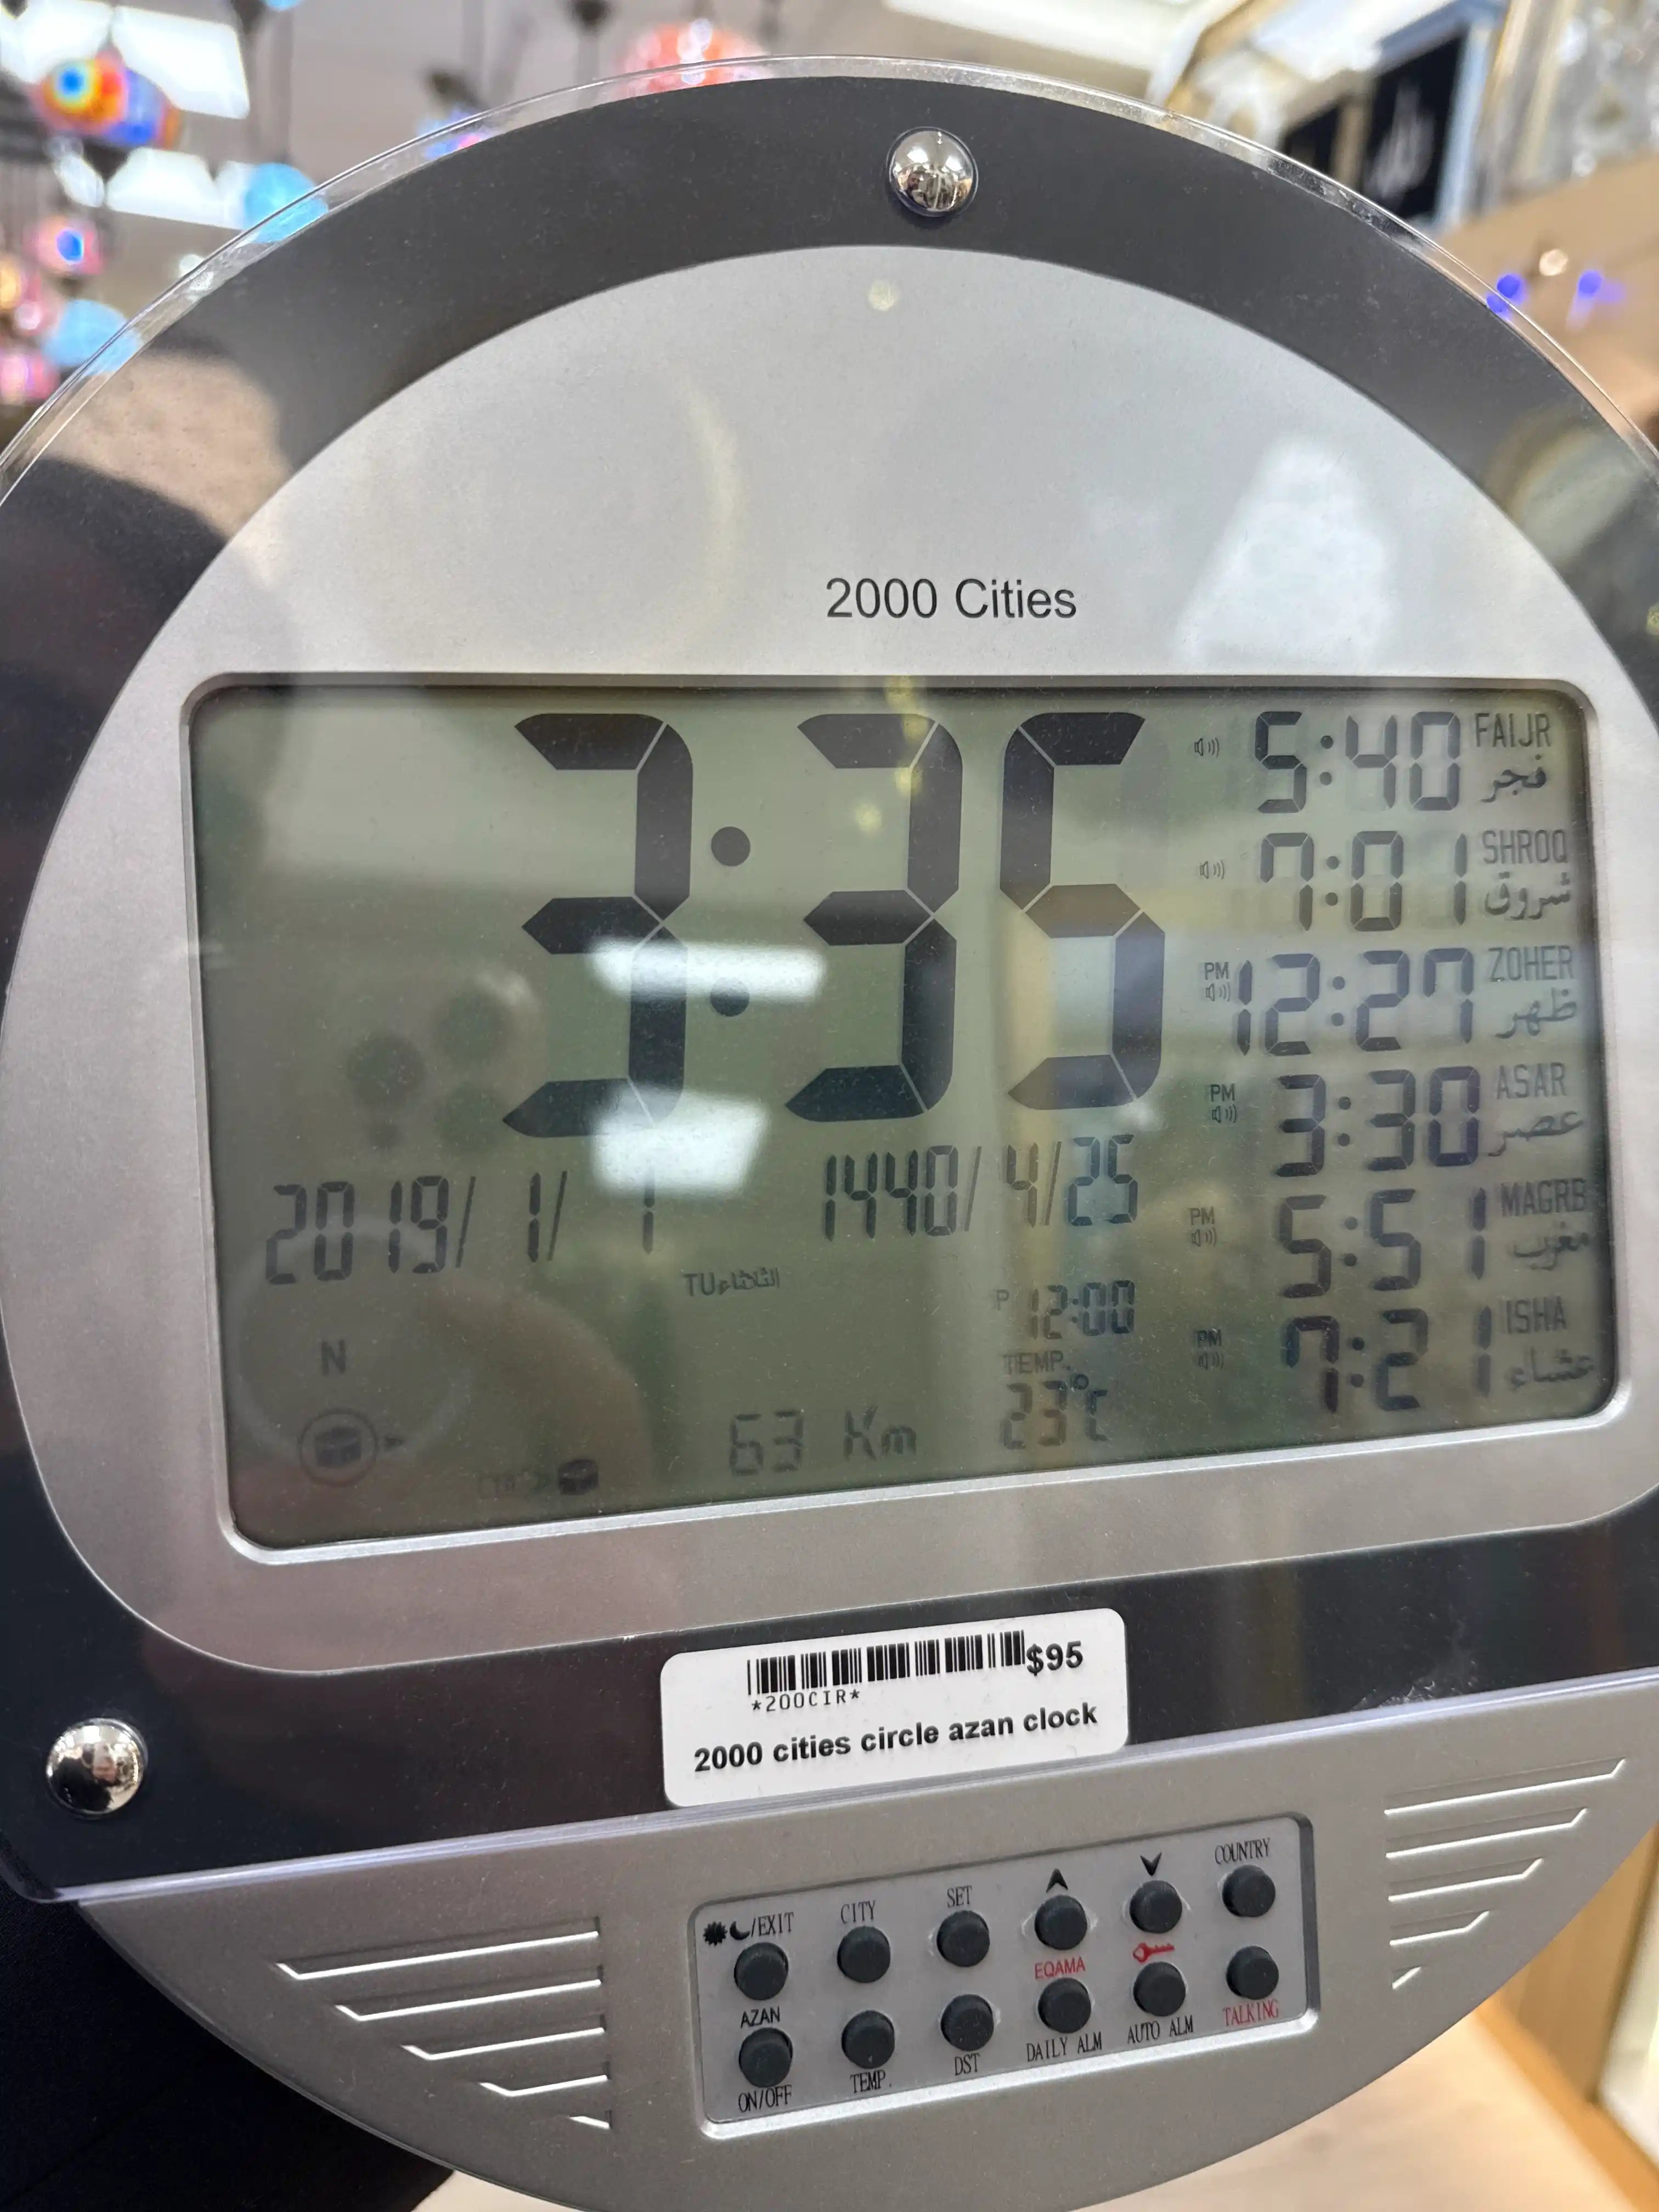 2000 Cities
3:35
5:40 FAIJR
فجر
7:01 SHROQ
شروق
PM 12:27 ZOHER
ظهر
PM 3:30 ASAR
عصر
PM 5:51 MAGRB
مغرب
PM 7:21 ISHA
عشاء
2019/ 1/ 1
1440/ 4/25
TU الثلاثاء
P 12:00
TEMP.
23°C
N
63 Km
$95
*200CIR*
2000 cities circle azan clock
/EXIT CITY SET COUNTRY
EQAMA
AZAN
ON/OFF TEMP. DST DAILY ALM AUTO ALM TALKING